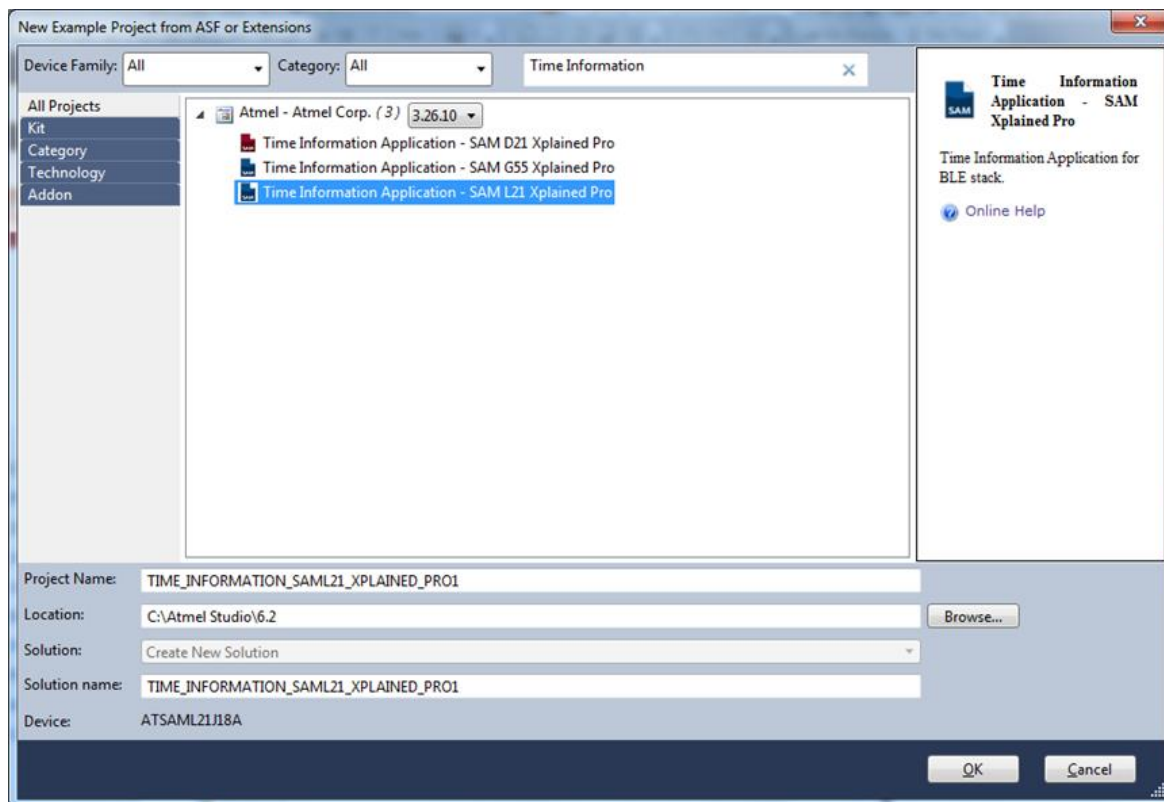 New Example Project from ASF or Extensions
Device Family: All Category: All Time Information
All Projects
Kit
Category
Technology
Addon
Atmel - Atmel Corp. (3) 3.26.10
Time Information Application - SAM D21 Xplained Pro
Time Information Application - SAM G55 Xplained Pro
Time Information Application - SAM L21 Xplained Pro
SAM
Time Information
Application - SAM
Xplained Pro
Time Information Application for
BLE stack.
Online Help
Project Name: TIME_INFORMATION_SAML21_XPLAINED_PRO1
Location: C:\Atmel Studio\6.2 Browse...
Solution: Create New Solution
Solution name: TIME_INFORMATION_SAML21_XPLAINED_PRO1
Device: ATSAML21J18A
OK Cancel